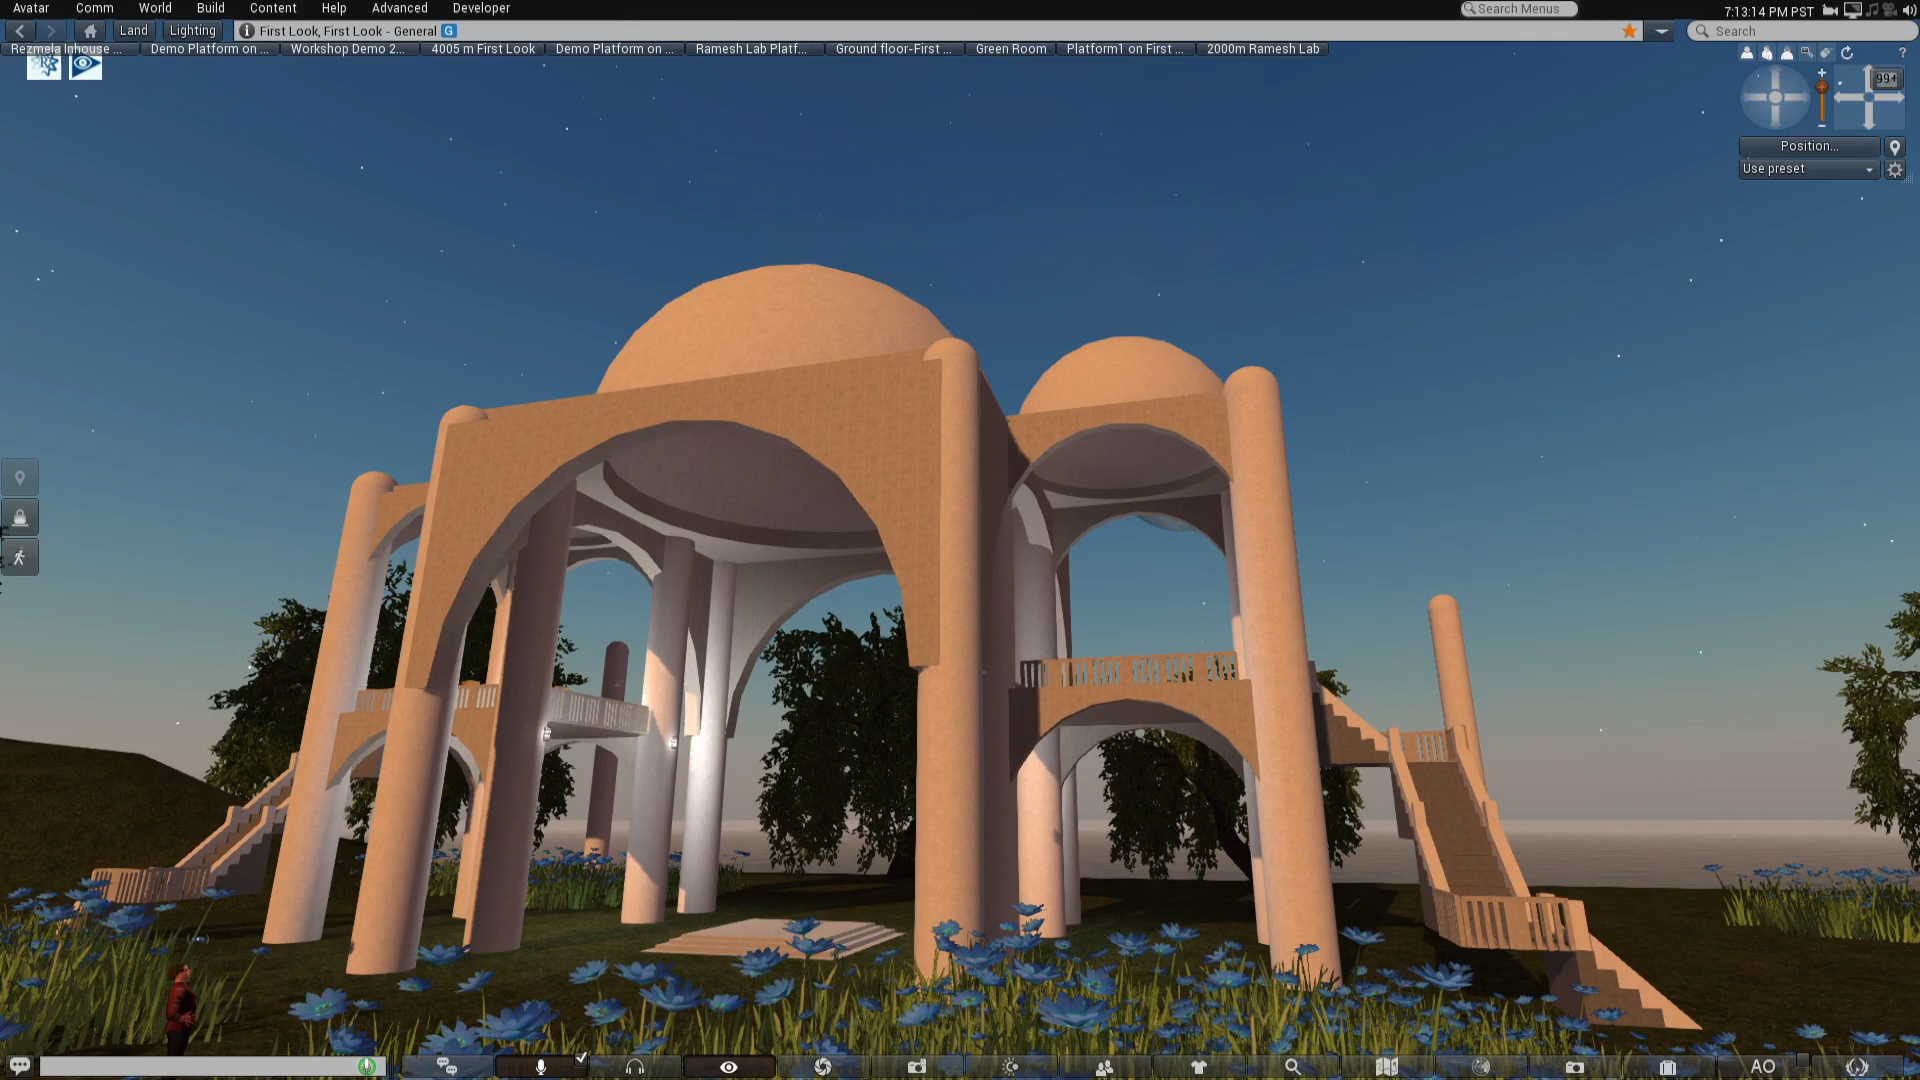 Avatar Comm World Build Content Help Advanced Developer Search Menus 7:13:14 PM PST
Land Lighting First Look, First Look - General G Search
Rezmela Inhouse ... Demo Platform on ... Workshop Demo 2... 4005 m First Look Demo Platform on ... Ramesh Lab Platf... Ground floor-First ... Green Room Platform1 on First ... 2000m Ramesh Lab
?
99+
Position...
Use preset
AO